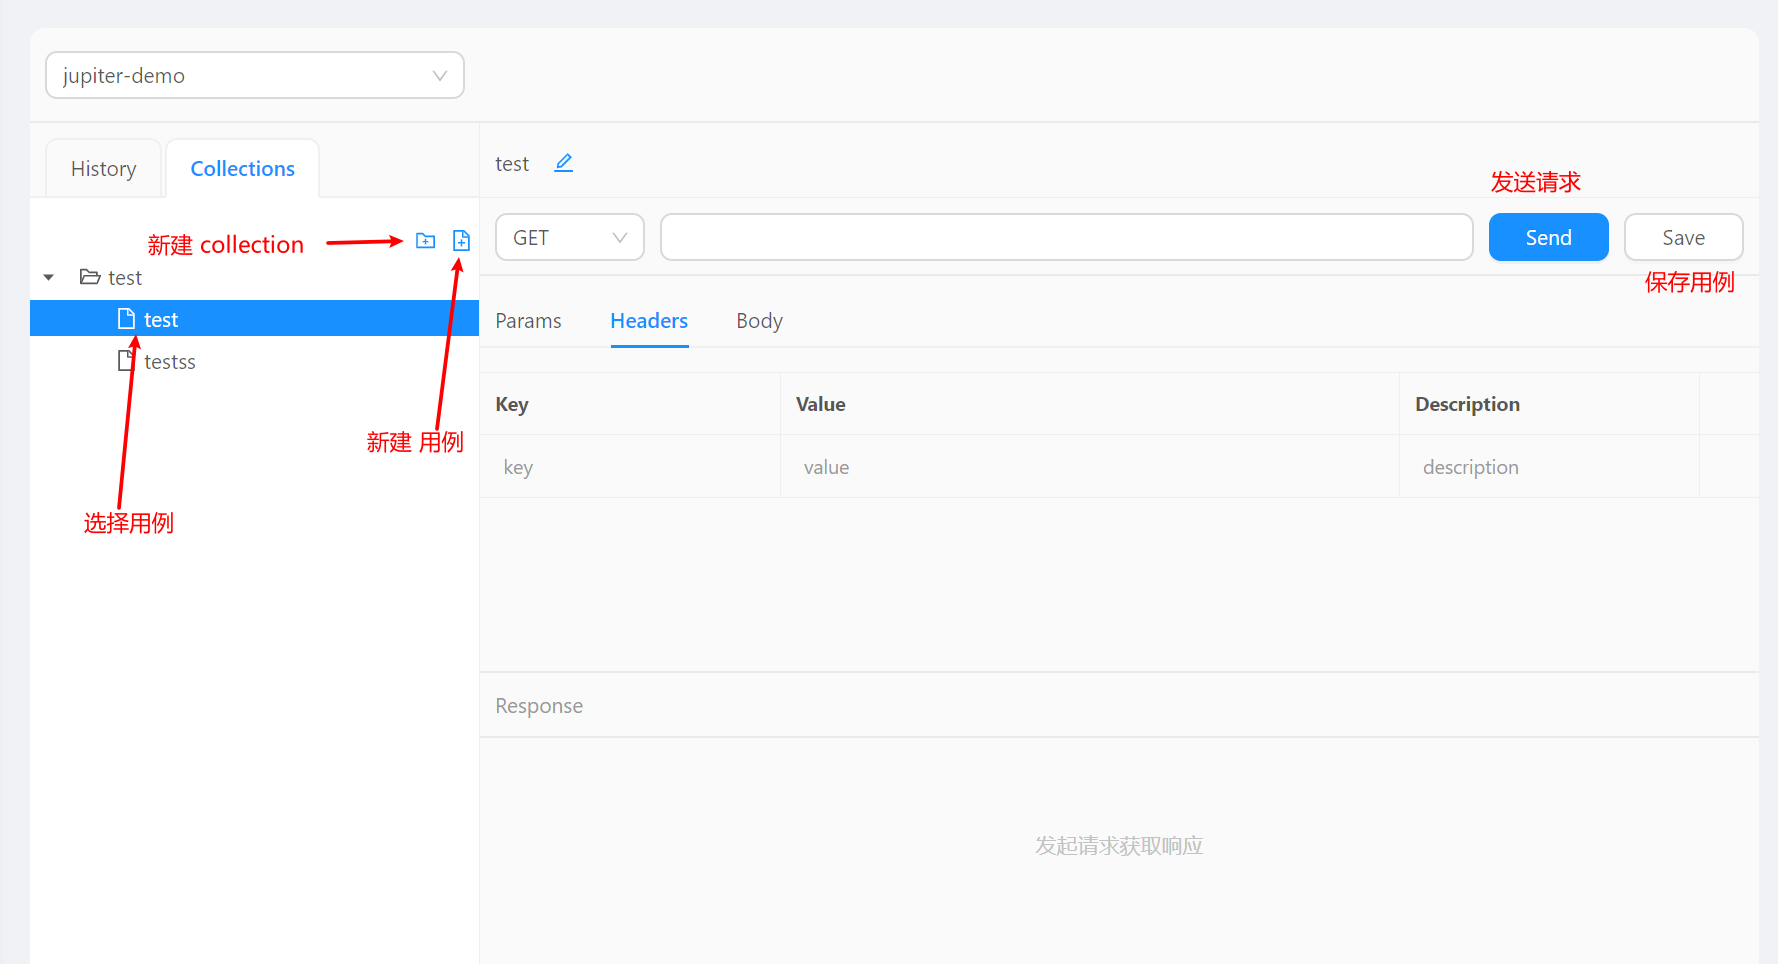 jupiter-demo
History
Collections
新建 collection
test
test
testss
新建 用例
选择用例
test
发送请求
GET
Send
Save
保存用例
Params
Headers
Body
Key
Value
Description
key
value
description
Response
发起请求获取响应